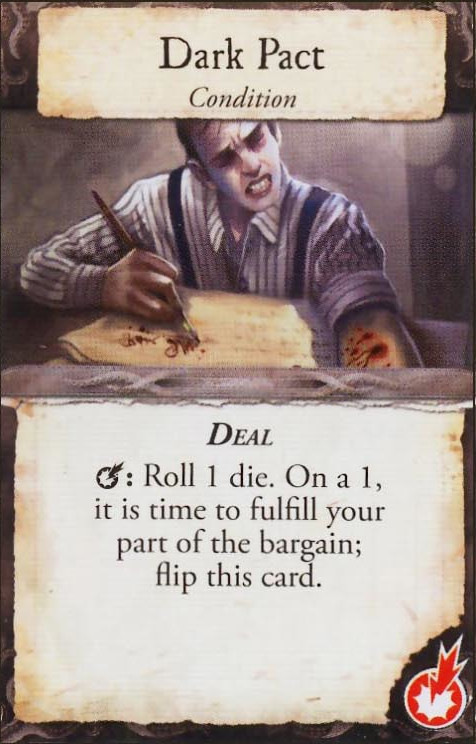 Dark Pact
Condition
DEAL
: Roll 1 die. On a 1,
it is time to fulfill your
part of the bargain;
flip this card.